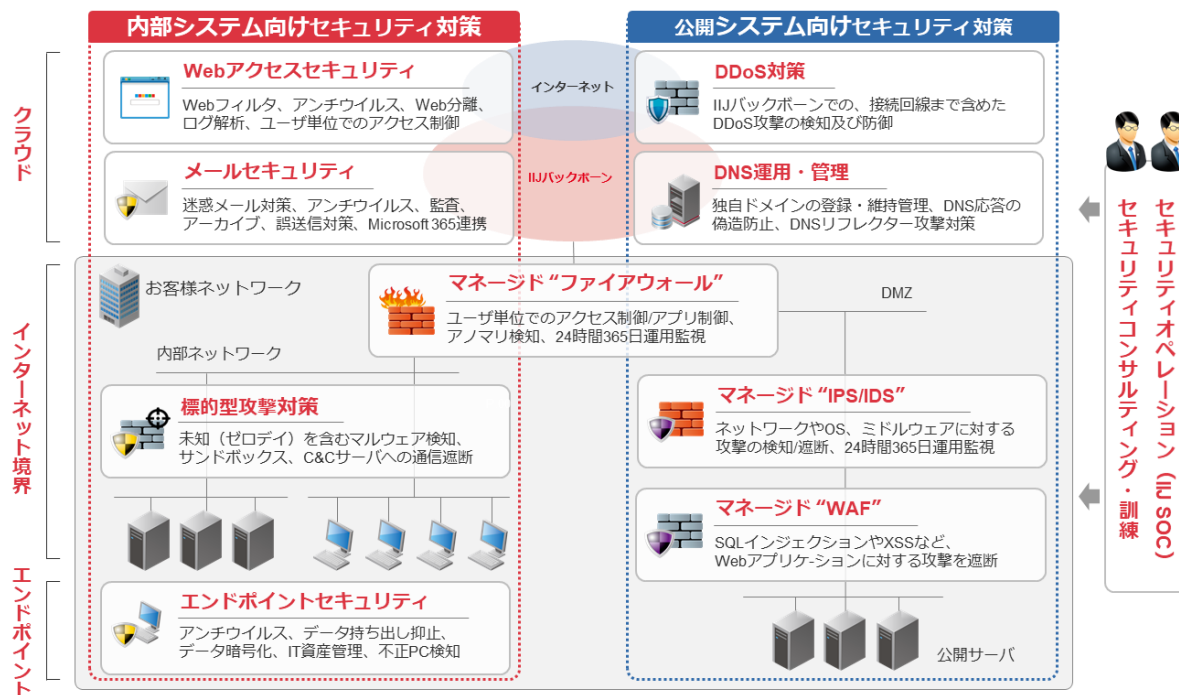 内部システム向けセキュリティ対策
公開システム向けセキュリティ対策
クラウド
Webアクセスセキュリティ
Webフィルタ、アンチウイルス、Web分離、
ログ解析、ユーザ単位でのアクセス制御
インターネット
DDoS対策
IIJバックボーンでの、接続回線まで含めた
DDoS攻撃の検知及び防御
メールセキュリティ
迷惑メール対策、アンチウイルス、監査、
アーカイブ、誤送信対策、Microsoft 365連携
IIJバックボーン
DNS運用・管理
独自ドメインの登録・維持管理、DNS応答の
偽造防止、DNSリフレクター攻撃対策
インターネット境界
お客様ネットワーク
マネージド“ファイアウォール”
ユーザ単位でのアクセス制御/アプリ制御、
アノマリ検知、24時間365日運用監視
DMZ
内部ネットワーク
標的型攻撃対策
未知（ゼロデイ）を含むマルウェア検知、
サンドボックス、C&Cサーバへの通信遮断
マネージド“IPS/IDS”
ネットワークやOS、ミドルウェアに対する
攻撃の検知/遮断、24時間365日運用監視
マネージド“WAF”
SQLインジェクションやXSSなど、
Webアプリケ-ションに対する攻撃を遮断
エンドポイント
エンドポイントセキュリティ
アンチウイルス、データ持ち出し抑止、
データ暗号化、IT資産管理、不正PC検知
公開サーバ
セキュリティオペレーション（IIJ SOC）
セキュリティコンサルティング・訓練